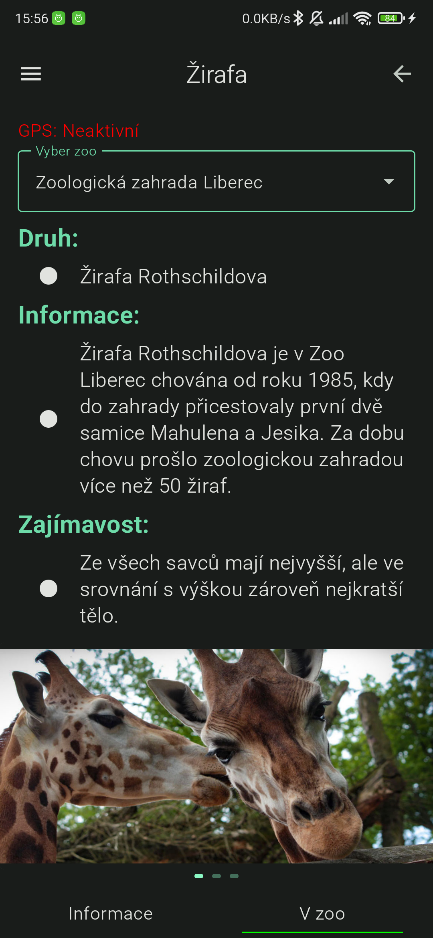 15:56
0.0KB/s
84
Žirafa
GPS: Neaktivní
Vyber zoo
Zoologická zahrada Liberec
Druh:
Žirafa Rothschildova
Informace:
Žirafa Rothschildova je v Zoo
Liberec chována od roku 1985, kdy
do zahrady přicestovaly první dvě
samice Mahulena a Jesika. Za dobu
chovu prošlo zoologickou zahradou
více než 50 žiraf.
Zajímavost:
Ze všech savců mají nejvyšší, ale ve
srovnání s výškou zároveň nejkratší
tělo.
Informace
V zoo